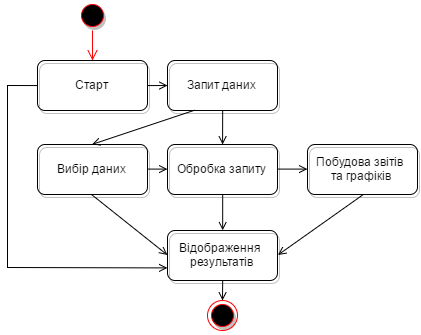 Старт
Запит даних
Вибір даних
Обробка запиту
Побудова звітів
та графіків
Відображення
результатів